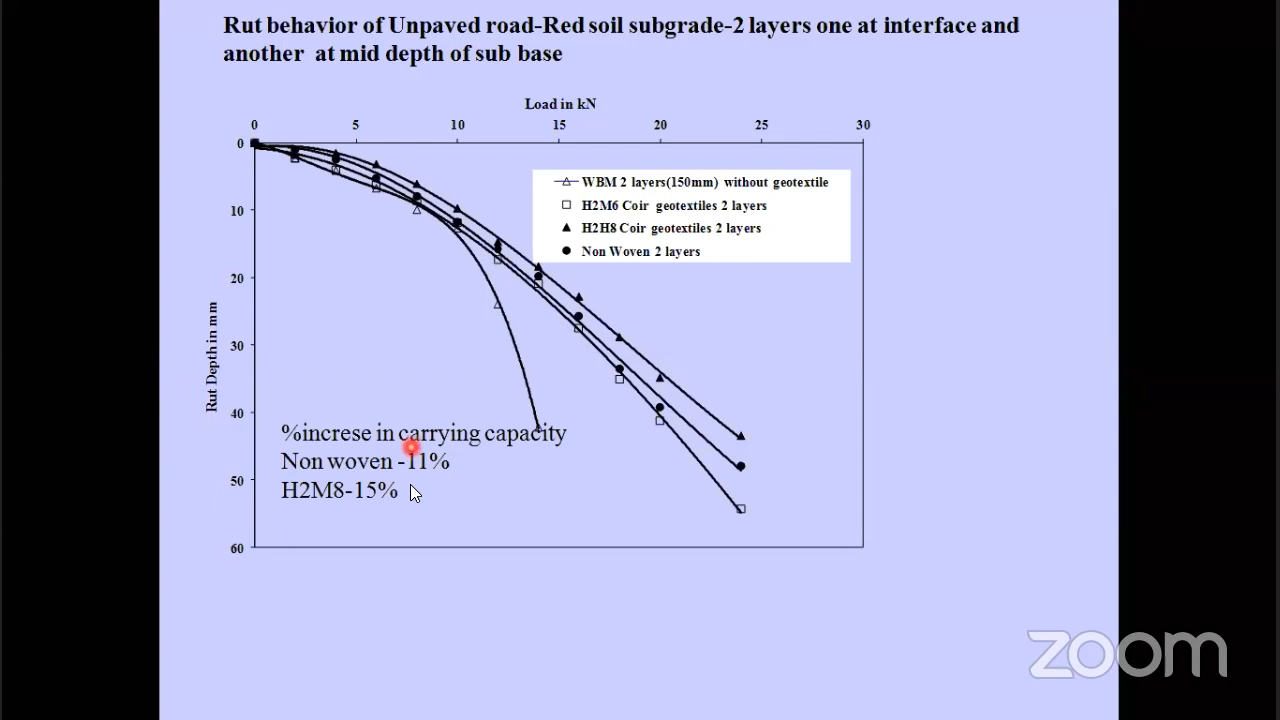 Rut behavior of Unpaved road-Red soil subgrade-2 layers one at interface and
another at mid depth of sub base
Load in kN
0 5 10 15 20 25 30
0
10
20
30
40
50
60
Rut Depth in mm
WBM 2 layers(150mm) without geotextile
H2M6 Coir geotextiles 2 layers
H2H8 Coir geotextiles 2 layers
Non Woven 2 layers
%increse in carrying capacity
Non woven -11%
H2M8-15%
zoom